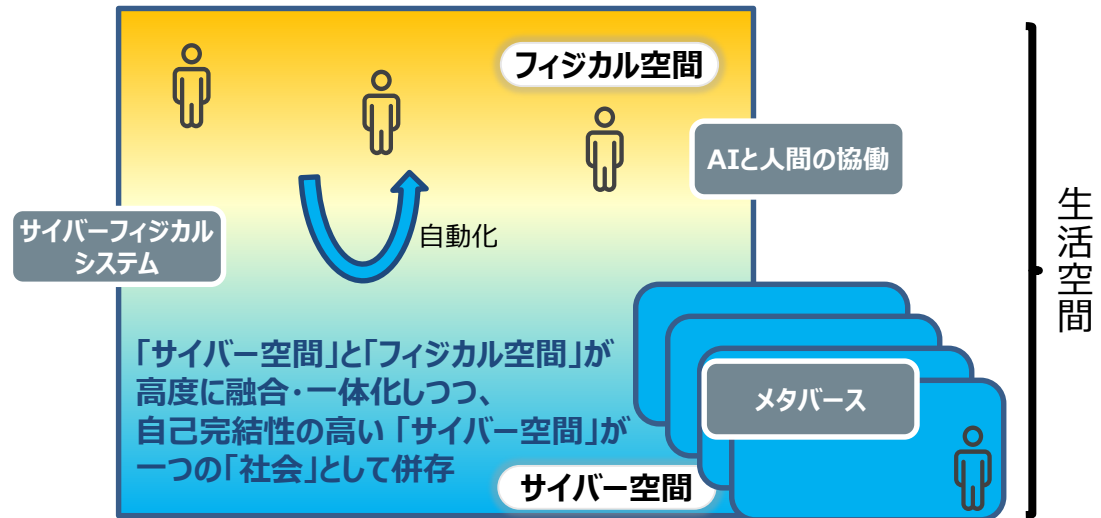 フィジカル空間
AIと人間の協働
サイバーフィジカル
システム
自動化
生活空間
「サイバー空間」と「フィジカル空間」が
高度に融合・一体化しつつ、
自己完結性の高い「サイバー空間」が
一つの「社会」として併存
メタバース
サイバー空間